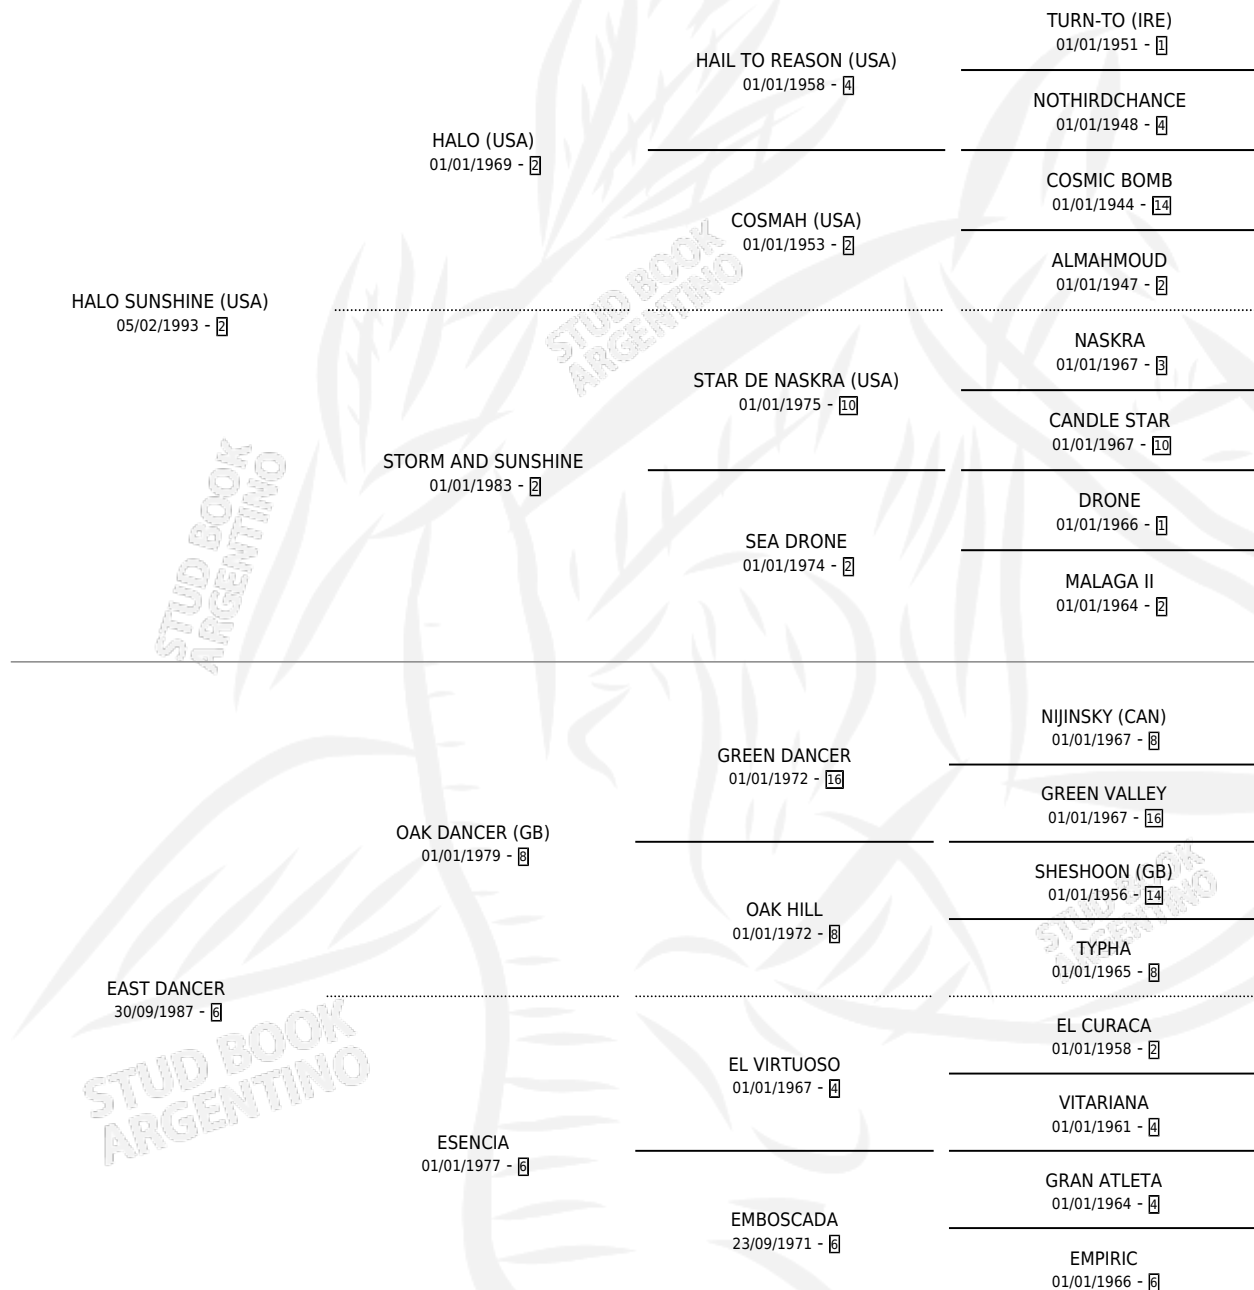 TURN-TO (IRE)
01/01/1951 - 1
HAIL TO REASON (USA)
01/01/1958 - 4
NOTHIRDCHANCE
01/01/1948 - 4
HALO (USA)
01/01/1969 - 2
COSMIC BOMB
01/01/1944 - 14
COSMAH (USA)
01/01/1953 - 2
ALMAHMOUD
01/01/1947 - 2
HALO SUNSHINE (USA)
05/02/1993 - 2
NASKRA
01/01/1967 - 3
STAR DE NASKRA (USA)
01/01/1975 - 10
CANDLE STAR
01/01/1967 - 10
STORM AND SUNSHINE
01/01/1983 - 2
DRONE
01/01/1966 - 1
SEA DRONE
01/01/1974 - 2
MALAGA II
01/01/1964 - 2
NIJINSKY (CAN)
01/01/1967 - 8
GREEN DANCER
01/01/1972 - 16
GREEN VALLEY
01/01/1967 - 16
OAK DANCER (GB)
01/01/1979 - 8
SHESHOON (GB)
01/01/1956 - 14
OAK HILL
01/01/1972 - 8
TYPHA
01/01/1965 - 8
EAST DANCER
30/09/1987 - 6
EL CURACA
01/01/1958 - 2
EL VIRTUOSO
01/01/1967 - 4
VITARIANA
01/01/1961 - 4
ESENCIA
01/01/1977 - 6
GRAN ATLETA
01/01/1964 - 4
EMBOSCADA
23/09/1971 - 6
EMPIRIC
01/01/1966 - 6
STUD BOOK
ARGENTINO
STUD BOOK
ARGENTINO
STUD BOOK
ARGENTINO
STUD BOOK
ARGENTINO